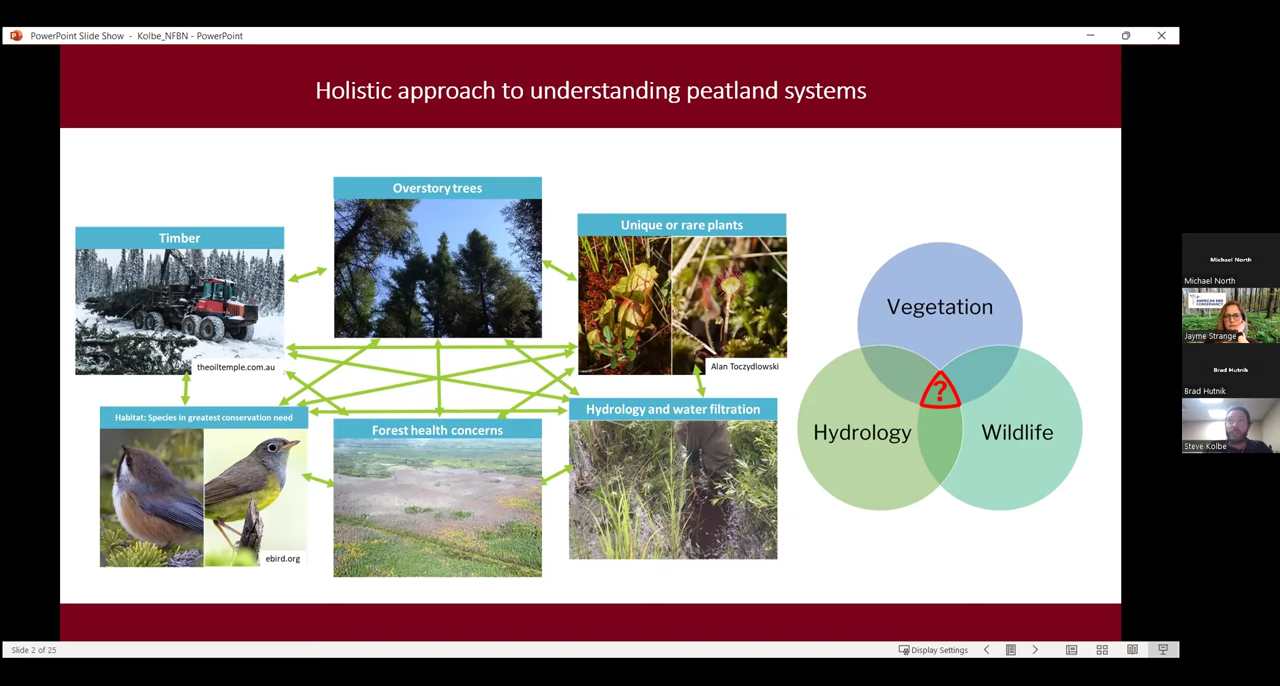 PowerPoint Slide Show - Kolbe_NFBN - PowerPoint
Holistic approach to understanding peatland systems
Overstory trees
Unique or rare plants
Timber
theoiltemple.com.au
Alan Toczydlowski
Habitat: Species in greatest conservation need
Forest health concerns
Hydrology and water filtration
ebird.org
Vegetation
?
Hydrology
Wildlife
Michael North
Michael North
AMERICAN BIRD
CONSERVANCY
Jayme Strange
Brad Hutnik
Brad Hutnik
Steve Kolbe
Slide 2 of 25
Display Settings